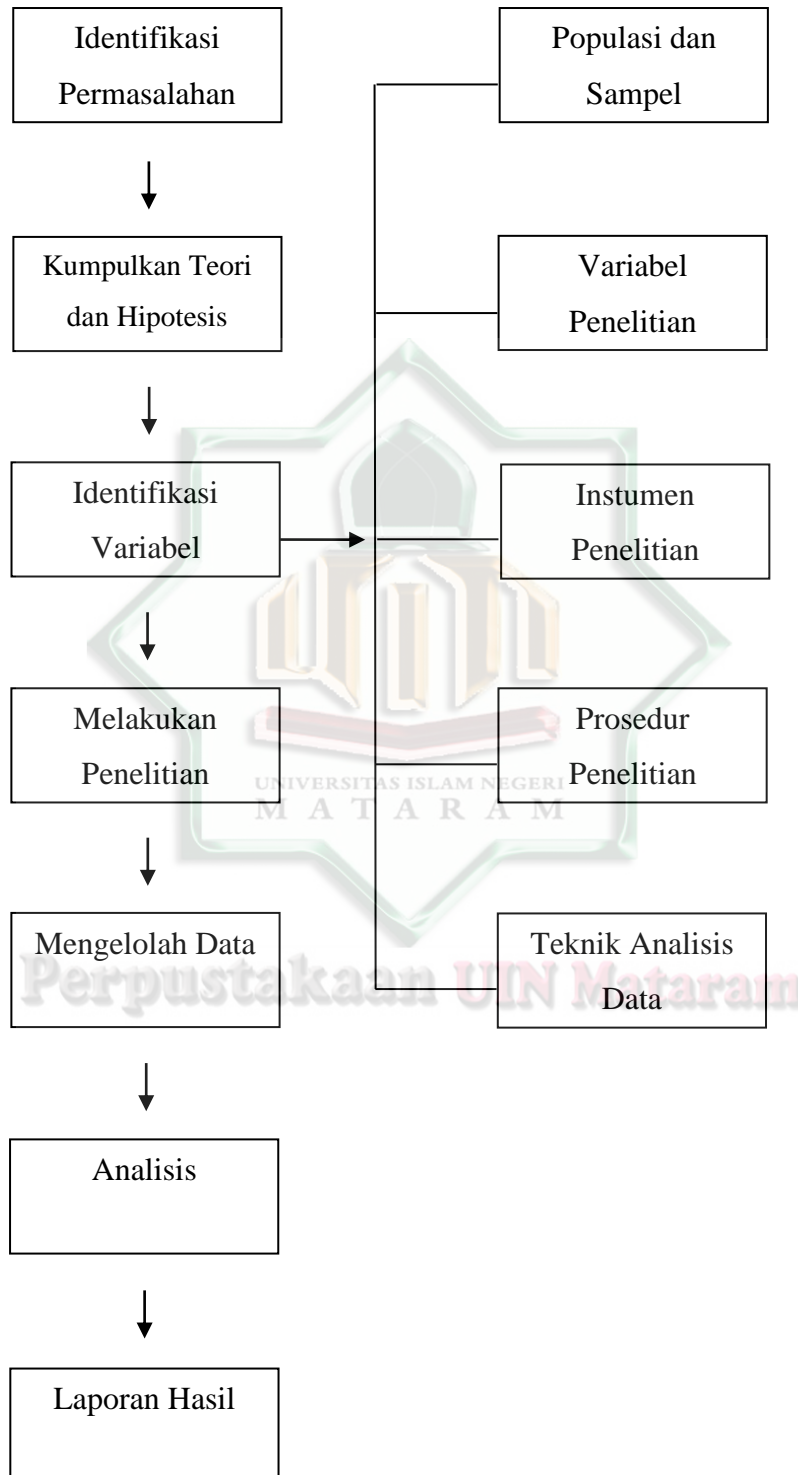 Identifikasi
Permasalahan
Kumpulkan Teori
dan Hipotesis
Identifikasi
Variabel
Melakukan
Penelitian
Mengelolah Data
Analisis
Laporan Hasil
Populasi dan
Sampel
Variabel
Penelitian
Instumen
Penelitian
Prosedur
Penelitian
Teknik Analisis
Data
UNIVERSITAS ISLAM NEGERI
MATARAM
Perpustakaan UIN Mataram